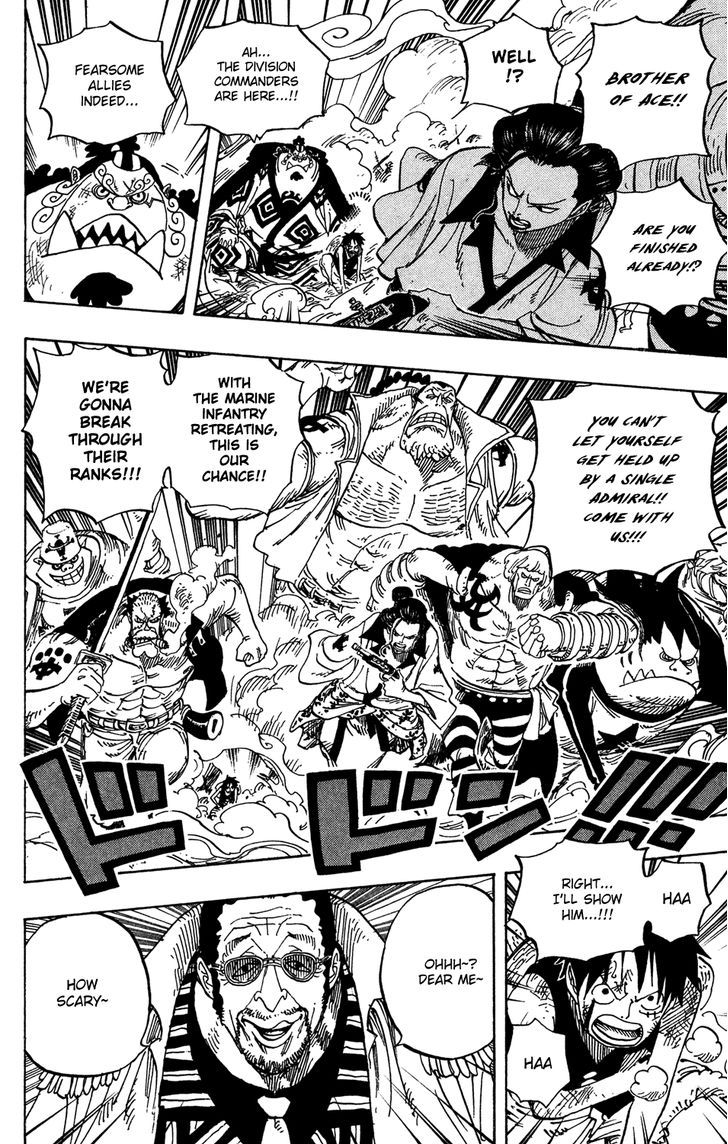 BROTHER
OF ACE!!
WELL
!?
ARE YOU
FINISHED
ALREADY!?
AH...
THE DIVISION
COMMANDERS
ARE HERE...!!
FEARSOME
ALLIES
INDEED...
YOU CAN'T
LET YOURSELF
GET HELD UP
BY A SINGLE
ADMIRAL!!
COME WITH
US!!!
WITH
THE MARINE
INFANTRY
RETREATING,
THIS IS
OUR
CHANCE!!
WE'RE
GONNA
BREAK
THROUGH
THEIR
RANKS!!!
ドドン!!!
HAA
RIGHT...
I'LL SHOW
HIM...!!!
HAA
OHHH~?
DEAR ME~
HOW
SCARY~